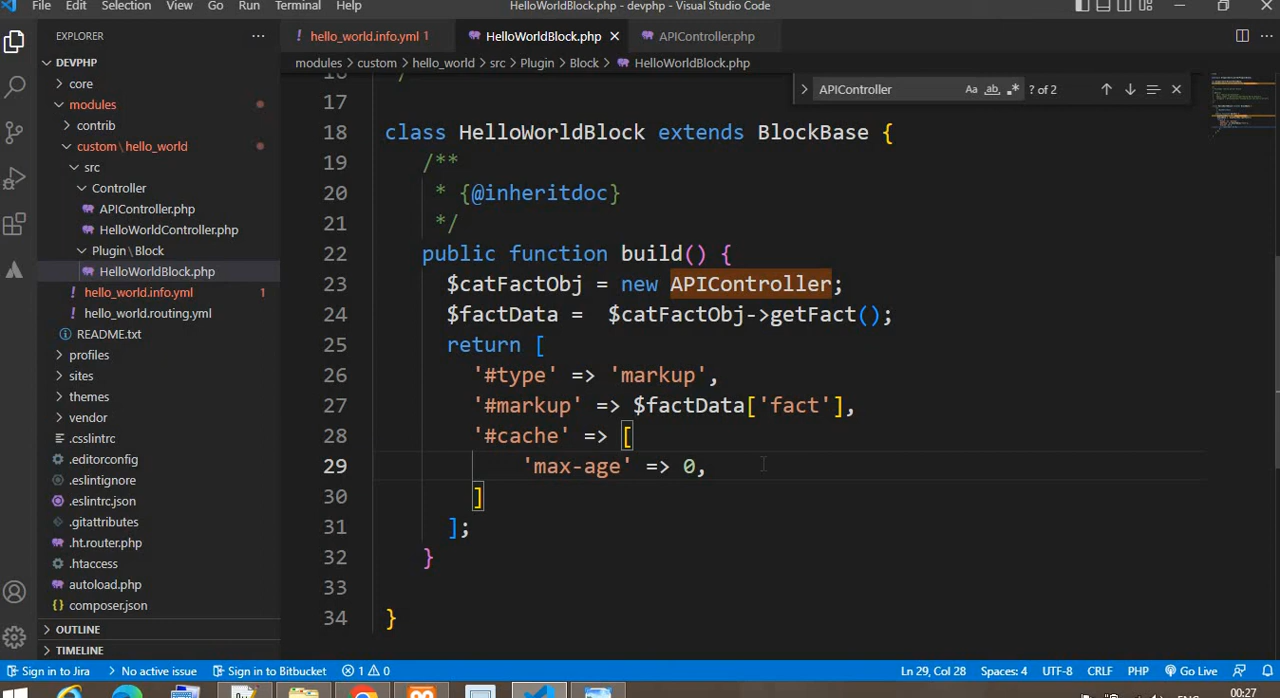 File Edit Selection View Go Run Terminal Help HelloWorldBlock.php - devphp - Visual Studio Code
EXPLORER
DEVPHP
core
modules
contrib
custom\hello_world
src
Controller
APIController.php
HelloWorldController.php
Plugin\Block
HelloWorldBlock.php
hello_world.info.yml 1
hello_world.routing.yml
README.txt
profiles
sites
themes
vendor
.csslintrc
.editorconfig
.eslintignore
.eslintrc.json
.gitattributes
.ht.router.php
.htaccess
autoload.php
composer.json
OUTLINE
TIMELINE
hello_world.info.yml 1 HelloWorldBlock.php APIController.php
modules > custom > hello_world > src > Plugin > Block > HelloWorldBlock.php
APIController Aa ab .* ? of 2
16 */
17
18 class HelloWorldBlock extends BlockBase {
19 /**
20 * {@inheritdoc}
21 */
22 public function build() {
23 $catFactObj = new APIController;
24 $factData =  $catFactObj->getFact();
25 return [
26 '#type' => 'markup',
27 '#markup' => $factData['fact'],
28 '#cache' => [
29 'max-age' => 0,
30 ]
31 ];
32 }
33
34 }
Sign in to Jira No active issue Sign in to Bitbucket 1 0 Ln 29, Col 28 Spaces: 4 UTF-8 CRLF PHP Go Live
00:27